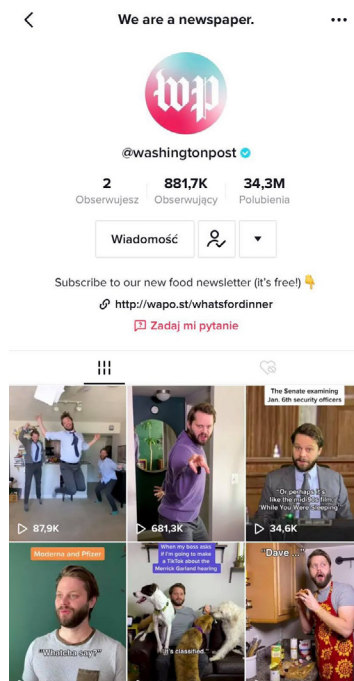 We are a newspaper.
wp
@washingtonpost
2 881,7K 34,3M
Obserwujesz Obserwujący Polubienia
Wiadomość
Subscribe to our new food newsletter (it's free!)
http://wapo.st/whatsfordinner
Zadaj mi pytanie
The Senate examining
Jan. 6th security officers
"Or perhaps it's
like the mid-90s film
'While You Were Sleeping'"
87,9K
681,3K
34,6K
Moderna and Pfizer
"Whatcha say?"
When my boss asks
if I'm going to make
a TikTok about the
Merrick Garland hearing
"It's classified."
"Dave ..."